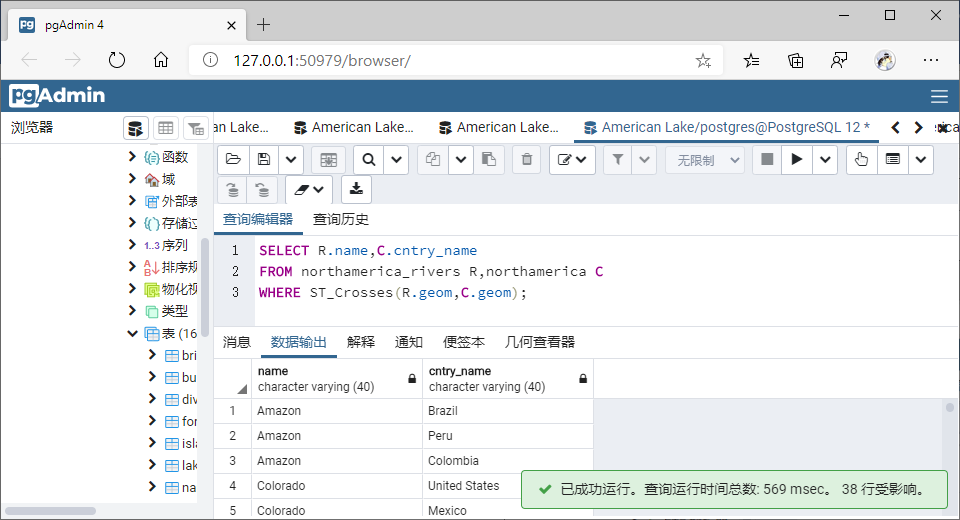 pgAdmin 4
127.0.0.1:50979/browser/
pgAdmin
浏览器
an Lake…
American Lake…
American Lake…
American Lake/postgres@PostgreSQL 12 *
函数
域
外部表
存储过
1..3 序列
排序规
物化视
类型
表 (16
bri
bu
div
for
isla
lak
na
无限制
查询编辑器 查询历史
1 SELECT R.name,C.cntry_name
2 FROM northamerica_rivers R,northamerica C
3 WHERE ST_Crosses(R.geom,C.geom);
消息 数据输出 解释 通知 便签本 几何查看器
name cntry_name
character varying (40) character varying (40)
1 Amazon Brazil
2 Amazon Peru
3 Amazon Colombia
4 Colorado United States
5 Colorado Mexico
已成功运行。查询运行时间总数: 569 msec。 38 行受影响。